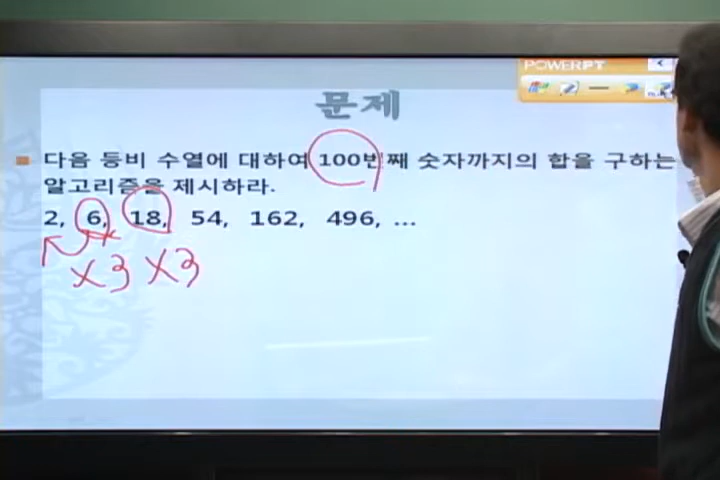 POWERPT
문제
다음 등비 수열에 대하여 100번째 숫자까지의 합을 구하는
알고리즘을 제시하라.
2, 6, 18, 54, 162, 496, ...
×3 ×3